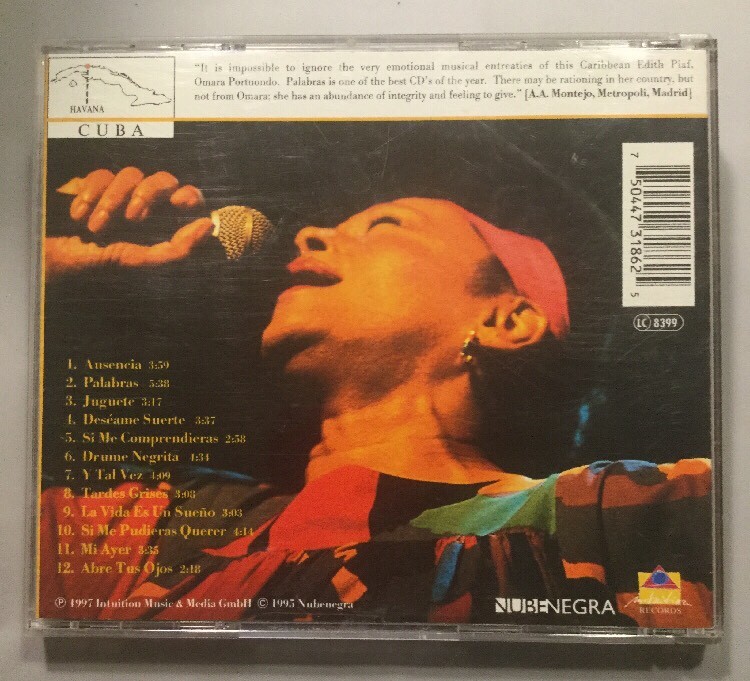 "It is impossible to ignore the very emotional musical entreaties of this Caribbean Edith Piaf,
Omara Portuondo. Palabras is one of the best CD's of the year. There may be rationing in her country, but
not from Omara; she has an abundance of integrity and feeling to give." [A.A. Montejo, Metropoli, Madrid]
HAVANA
CUBA
7 50447 31862 5
LC 8399
1. Ausencia 3:59
2. Palabras 5:38
3. Juguete 3:17
4. Deséame Suerte 3:37
5. Si Me Comprendieras 2:58
6. Drume Negrita 4:34
7. Y Tal Vez 4:09
8. Tardes Grises 3:08
9. La Vida Es Un Sueño 3:03
10. Si Me Pudieras Querer 4:14
11. Mi Ayer 3:35
12. Abre Tus Ojos 2:18
℗ 1997 Intuition Music & Media GmbH © 1995 Nubenegra
NUBENEGRA
intuition
RECORDS